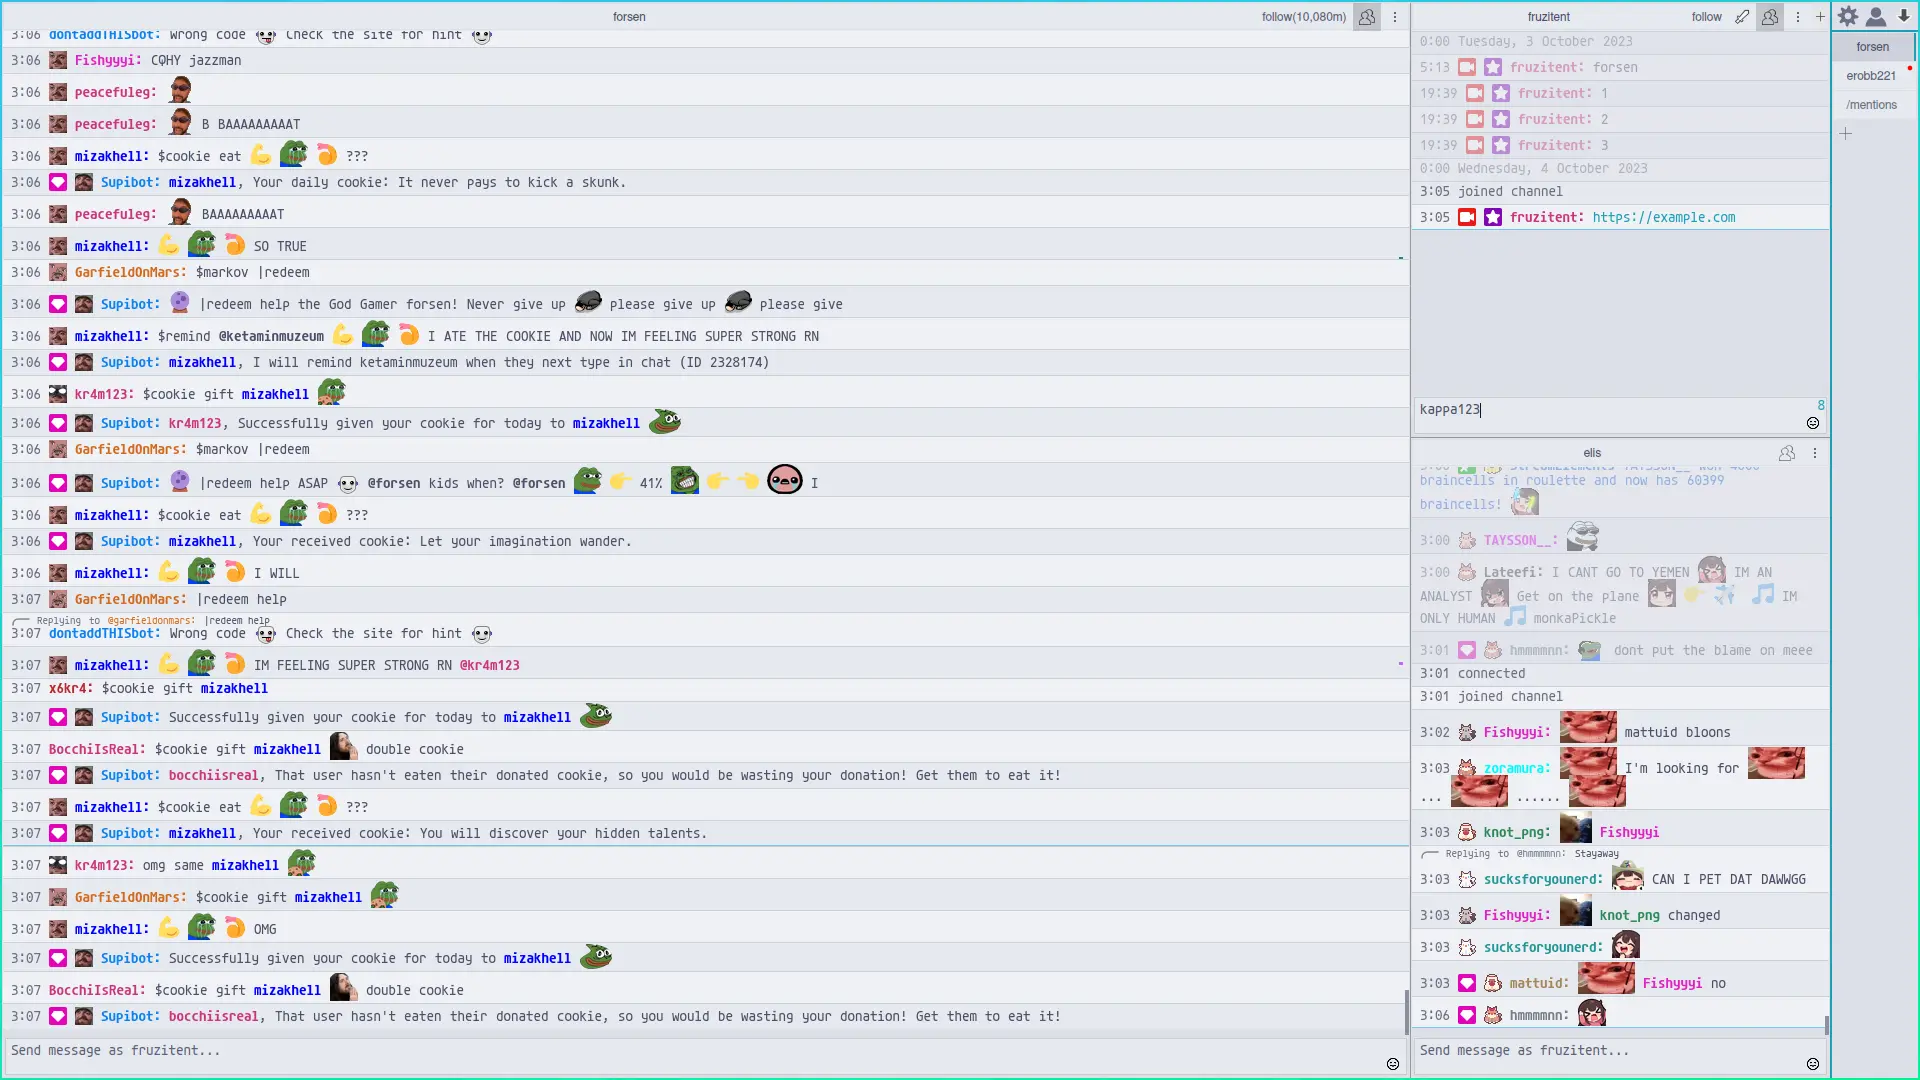 forsen
follow(10,080m)
3:06 dontaddTHISbot: Wrong code Check the site for hint
3:06 Fishyyyi: CQHY jazzman
3:06 peacefuleg:
3:06 peacefuleg: B BAAAAAAAAAT
3:06 mizakhell: $cookie eat ???
3:06 Supibot: mizakhell, Your daily cookie: It never pays to kick a skunk.
3:06 peacefuleg: BAAAAAAAAAT
3:06 mizakhell: SO TRUE
3:06 GarfieldOnMars: $markov |redeem
3:06 Supibot: |redeem help the God Gamer forsen! Never give up please give up please give
3:06 mizakhell: $remind @ketaminmuzeum I ATE THE COOKIE AND NOW IM FEELING SUPER STRONG RN
3:06 Supibot: mizakhell, I will remind ketaminmuzeum when they next type in chat (ID 2328174)
3:06 kr4m123: $cookie gift mizakhell
3:06 Supibot: kr4m123, Successfully given your cookie for today to mizakhell
3:06 GarfieldOnMars: $markov |redeem
3:06 Supibot: |redeem help ASAP @forsen kids when? @forsen 41% I
3:06 mizakhell: $cookie eat ???
3:06 Supibot: mizakhell, Your received cookie: Let your imagination wander.
3:06 mizakhell: I WILL
3:07 GarfieldOnMars: |redeem help
Replying to @garfieldonmars: |redeem help
3:07 dontaddTHISbot: Wrong code Check the site for hint
3:07 mizakhell: IM FEELING SUPER STRONG RN @kr4m123
3:07 x6kr4: $cookie gift mizakhell
3:07 Supibot: Successfully given your cookie for today to mizakhell
3:07 BocchiIsReal: $cookie gift mizakhell double cookie
3:07 Supibot: bocchiisreal, That user hasn't eaten their donated cookie, so you would be wasting your donation! Get them to eat it!
3:07 mizakhell: $cookie eat ???
3:07 Supibot: mizakhell, Your received cookie: You will discover your hidden talents.
3:07 kr4m123: omg same mizakhell
3:07 GarfieldOnMars: $cookie gift mizakhell
3:07 mizakhell: OMG
3:07 Supibot: Successfully given your cookie for today to mizakhell
3:07 BocchiIsReal: $cookie gift mizakhell double cookie
3:07 Supibot: bocchiisreal, That user hasn't eaten their donated cookie, so you would be wasting your donation! Get them to eat it!
Send message as fruzitent...
fruzitent
follow
0:00 Tuesday, 3 October 2023
5:13 fruzitent: forsen
19:39 fruzitent: 1
19:39 fruzitent: 2
19:39 fruzitent: 3
0:00 Wednesday, 4 October 2023
3:05 joined channel
3:05 fruzitent: https://example.com
kappa123
8
elis
3:00 StreamElements TAYSSON__ won 4000
braincells in roulette and now has 60399
braincells!
3:00 TAYSSON__:
3:00 Lateefi: I CANT GO TO YEMEN IM AN
ANALYST Get on the plane IM
ONLY HUMAN monkaPickle
3:01 hmmmmnn: dont put the blame on meee
3:01 connected
3:01 joined channel
3:02 Fishyyyi: mattuid bloons
3:03 zoramura: I'm looking for
... ......
3:03 knot_png: Fishyyyi
Replying to @hmmmmnn: Stayaway
3:03 sucksforyounerd: CAN I PET DAT DAWWGG
3:03 Fishyyyi: knot_png changed
3:03 sucksforyounerd:
3:03 mattuid: Fishyyyi no
3:06 hmmmmnn:
Send message as fruzitent...
forsen
erobb221
/mentions